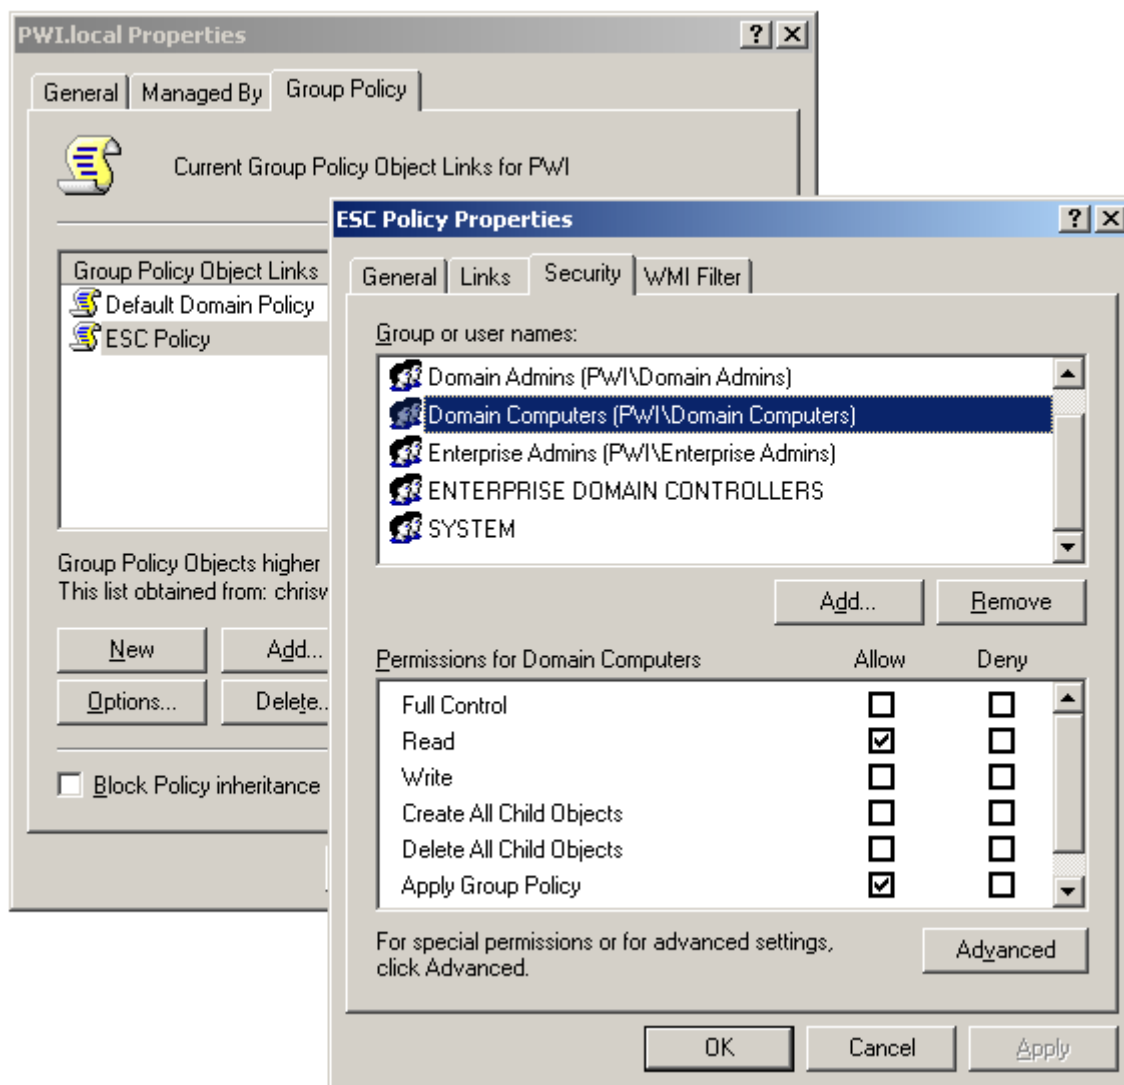 PWI.local Properties
General Managed By Group Policy
Current Group Policy Object Links for PWI
Group Policy Object Links
Default Domain Policy
ESC Policy
Group Policy Objects higher
This list obtained from:
New Add...
Options... Delete..
Block Policy inheritance
ESC Policy Properties
General Links Security WMI Filter
Group or user names:
Domain Admins (PWI\Domain Admins)
Domain Computers (PWI\Domain Computers)
Enterprise Admins (PWI\Enterprise Admins)
ENTERPRISE DOMAIN CONTROLLERS
SYSTEM
Add... Remove
Permissions for Domain Computers Allow Deny
Full Control
Read
Write
Create All Child Objects
Delete All Child Objects
Apply Group Policy
For special permissions or for advanced settings,
click Advanced.
Advanced
OK Cancel Apply